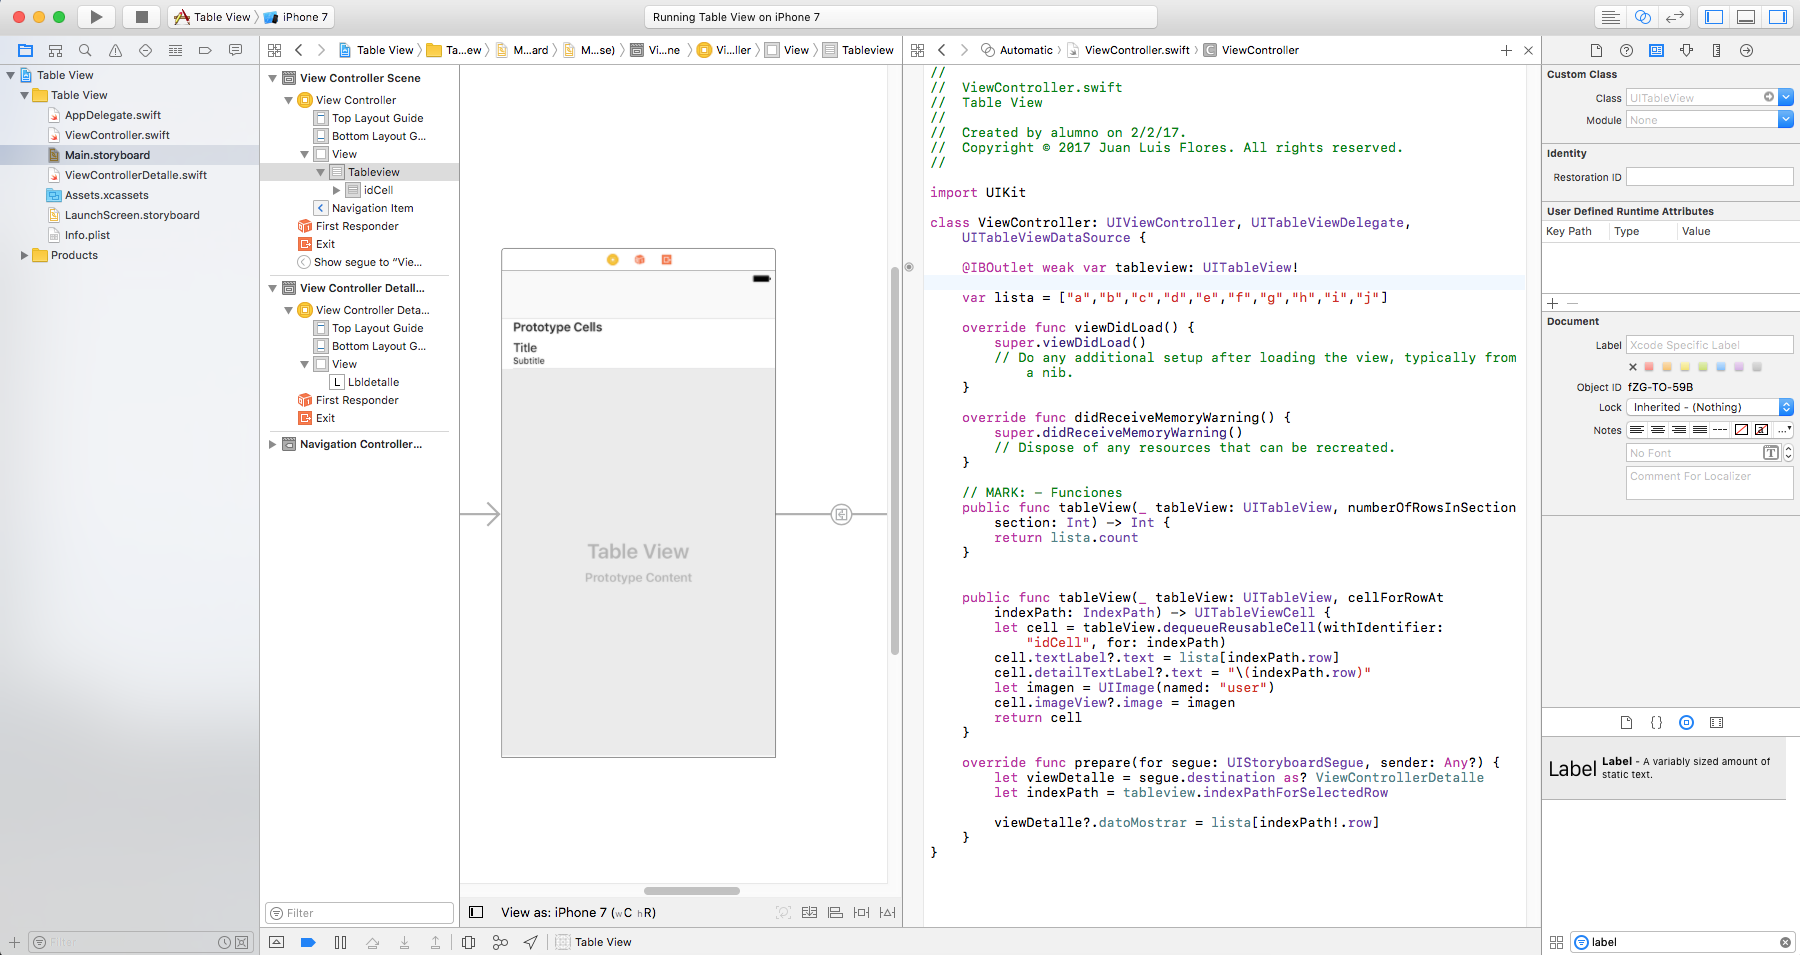 Table View
iPhone 7
Running Table View on iPhone 7
Table View
Ta...ew
M...ard
M...se)
Vi...ne
Vi...ller
View
Tableview
Automatic
ViewController.swift
ViewController
Table View
Table View
AppDelegate.swift
ViewController.swift
Main.storyboard
ViewControllerDetalle.swift
Assets.xcassets
LaunchScreen.storyboard
Info.plist
Products
Filter
View Controller Scene
View Controller
Top Layout Guide
Bottom Layout G...
View
Tableview
idCell
Navigation Item
First Responder
Exit
Show segue to “Vie...
View Controller Detall...
View Controller Deta...
Top Layout Guide
Bottom Layout G...
View
L Lbldetalle
First Responder
Exit
Navigation Controller...
Filter
Prototype Cells
Title
Subtitle
Table View
Prototype Content
View as: iPhone 7 (wC hR)
Table View
//
//  ViewController.swift
//  Table View
//
//  Created by alumno on 2/2/17.
//  Copyright © 2017 Juan Luis Flores. All rights reserved.
//
import UIKit
class ViewController: UIViewController, UITableViewDelegate,
UITableViewDataSource {
@IBOutlet weak var tableview: UITableView!
var lista = ["a","b","c","d","e","f","g","h","i","j"]
override func viewDidLoad() {
super.viewDidLoad()
// Do any additional setup after loading the view, typically from
a nib.
}
override func didReceiveMemoryWarning() {
super.didReceiveMemoryWarning()
// Dispose of any resources that can be recreated.
}
// MARK: - Funciones
public func tableView(_ tableView: UITableView, numberOfRowsInSection
section: Int) -> Int {
return lista.count
}
public func tableView(_ tableView: UITableView, cellForRowAt
indexPath: IndexPath) -> UITableViewCell {
let cell = tableView.dequeueReusableCell(withIdentifier:
"idCell", for: indexPath)
cell.textLabel?.text = lista[indexPath.row]
cell.detailTextLabel?.text = "\(indexPath.row)"
let imagen = UIImage(named: "user")
cell.imageView?.image = imagen
return cell
}
override func prepare(for segue: UIStoryboardSegue, sender: Any?) {
let viewDetalle = segue.destination as? ViewControllerDetalle
let indexPath = tableview.indexPathForSelectedRow
viewDetalle?.datoMostrar = lista[indexPath!.row]
}
}
Custom Class
Class UITableView
Module None
Identity
Restoration ID
User Defined Runtime Attributes
Key Path Type Value
Document
Label Xcode Specific Label
Object ID fZG-TO-59B
Lock Inherited - (Nothing)
Notes
No Font
Comment For Localizer
Label
Label - A variably sized amount of
static text.
label